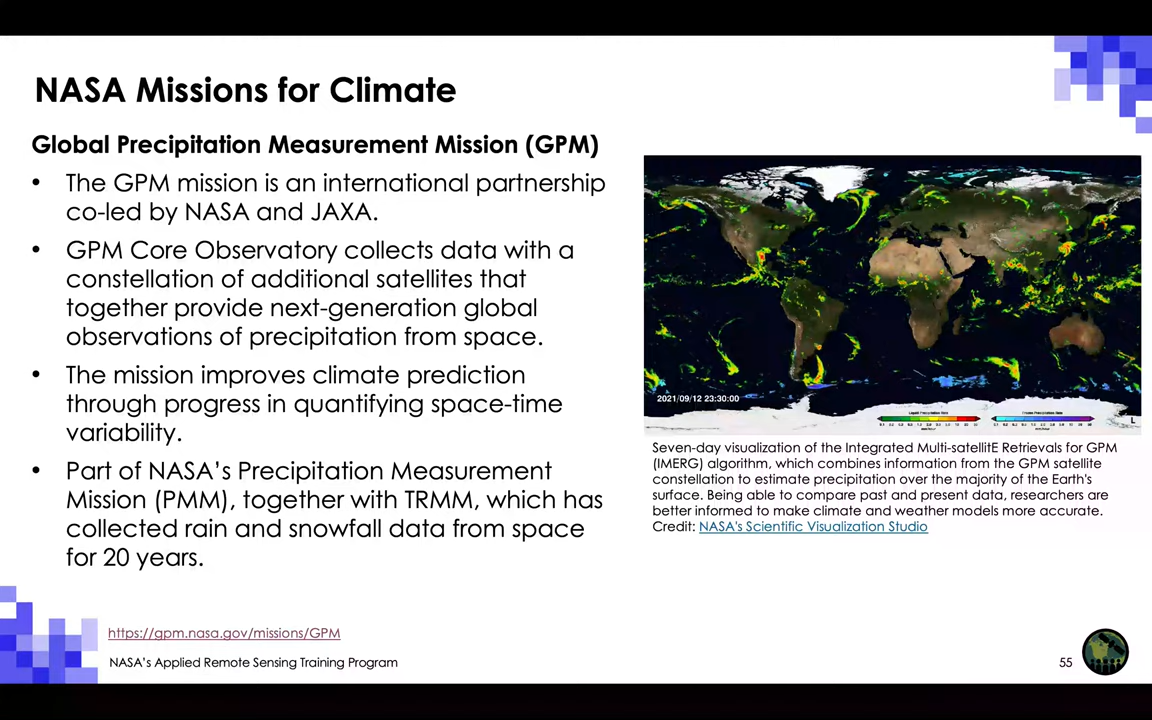 NASA Missions for Climate
Global Precipitation Measurement Mission (GPM)
• The GPM mission is an international partnership
co-led by NASA and JAXA.
• GPM Core Observatory collects data with a
constellation of additional satellites that
together provide next-generation global
observations of precipitation from space.
• The mission improves climate prediction
through progress in quantifying space-time
variability.
• Part of NASA's Precipitation Measurement
Mission (PMM), together with TRMM, which has
collected rain and snowfall data from space
for 20 years.
2021/09/12 23:30:00
Liquid Precipitation Data
Frozen Precipitation Data
Seven-day visualization of the Integrated Multi-satellitE Retrievals for GPM
(IMERG) algorithm, which combines information from the GPM satellite
constellation to estimate precipitation over the majority of the Earth's
surface. Being able to compare past and present data, researchers are
better informed to make climate and weather models more accurate.
Credit: NASA's Scientific Visualization Studio
https://gpm.nasa.gov/missions/GPM
NASA's Applied Remote Sensing Training Program
55